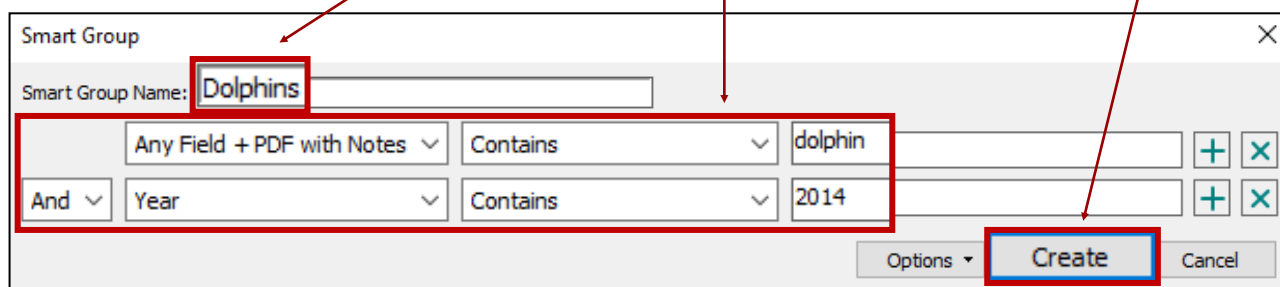 Smart Group
Smart Group Name: Dolphins
Any Field + PDF with Notes Contains dolphin
And Year Contains 2014
Options Create Cancel